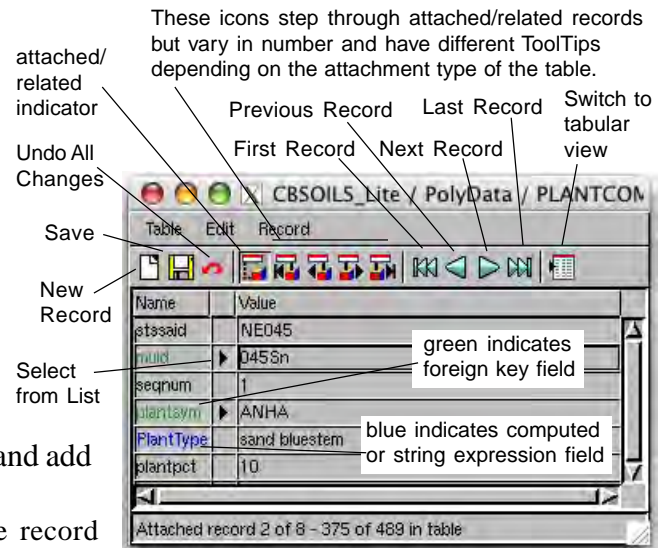 These icons step through attached/related records
but vary in number and have different ToolTips
depending on the attachment type of the table.
attached/
related
indicator
Previous Record
Last Record
Switch to
tabular
view
Undo All
Changes
First Record
Next Record
CBSOILS_Lite / PolyData / PLANTCOM
Save
Table Edit Record
New
Record
Name Value
stssaid NE045
muid 045Sn
green indicates
foreign key field
Select
from List
seqnum 1
plantsym ANHA
PlantType sand bluestem
blue indicates computed
or string expression field
plantpct 10
and add
e record
Attached record 2 of 8 - 375 of 489 in table